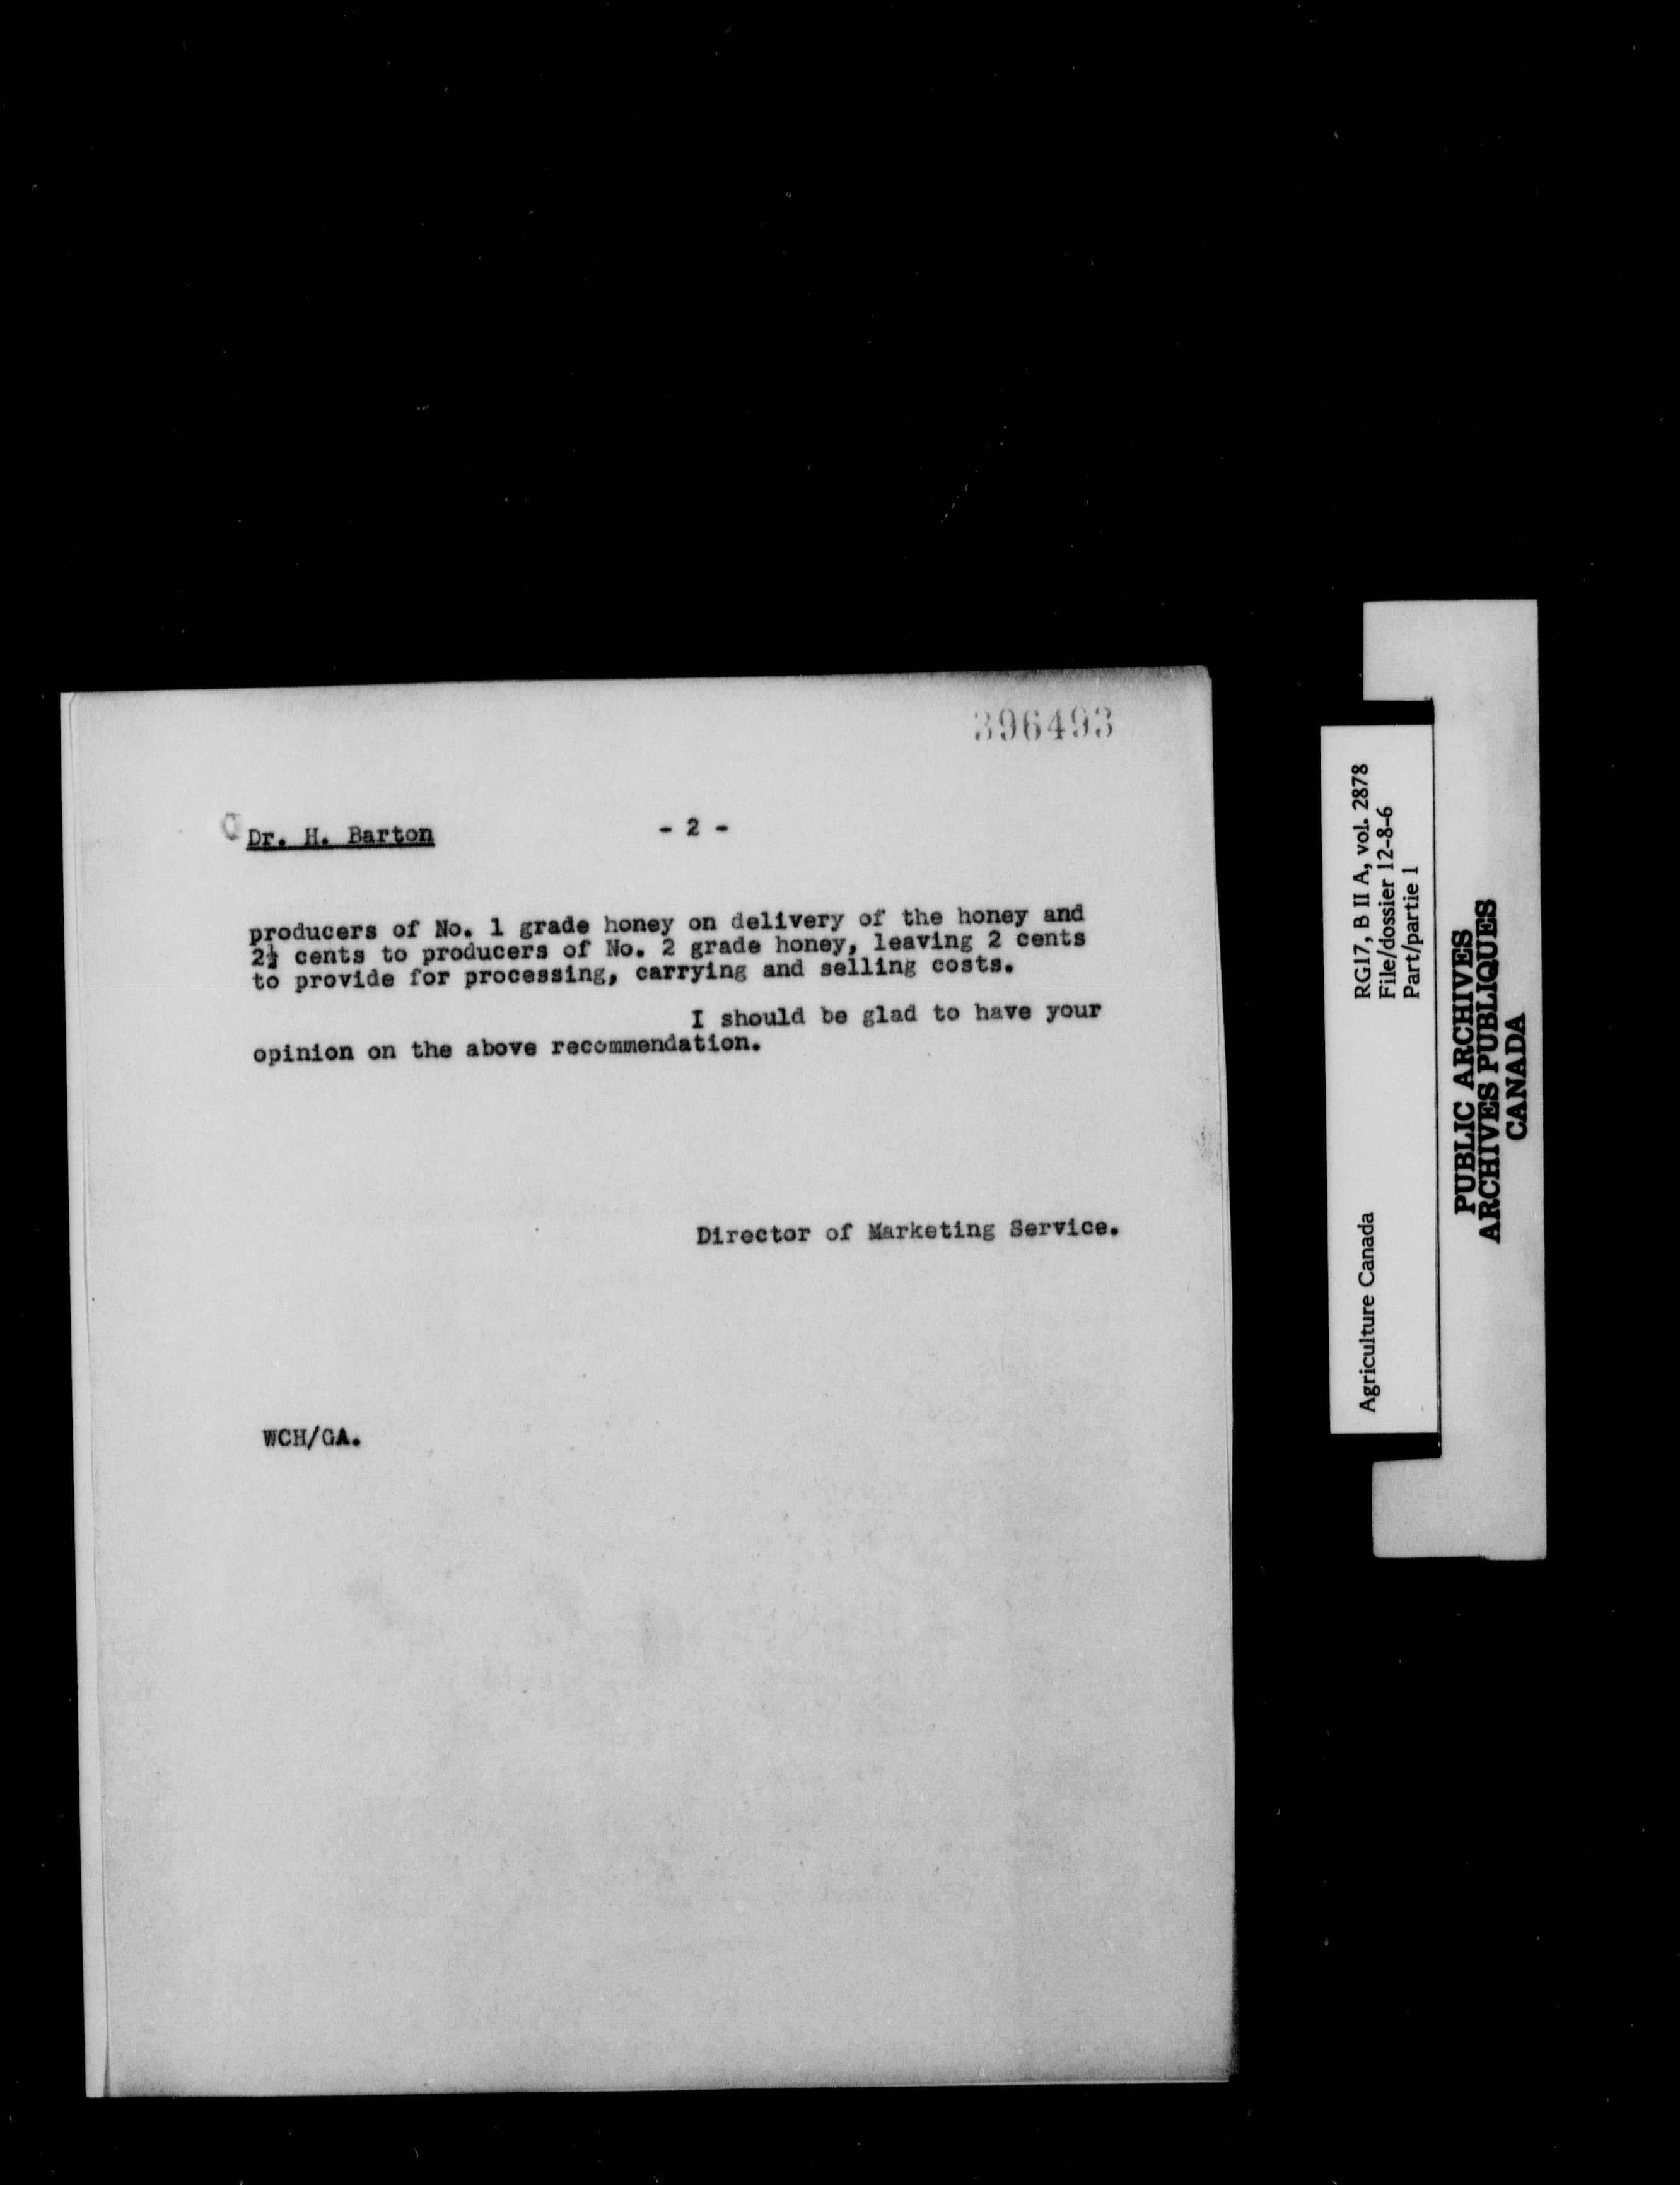 396493
Dr. H. Barton - 2 -
producers of No. 1 grade honey on delivery of the honey and
2½ cents to producers of No. 2 grade honey, leaving 2 cents
to provide for processing, carrying and selling costs.
I should be glad to have your
opinion on the above recommendation.
Director of Marketing Service.
WCH/GA.
Agriculture Canada RG17, B II A, vol. 2878
File/dossier 12-8-6
Part/partie 1
PUBLIC ARCHIVES
ARCHIVES PUBLIQUES
CANADA